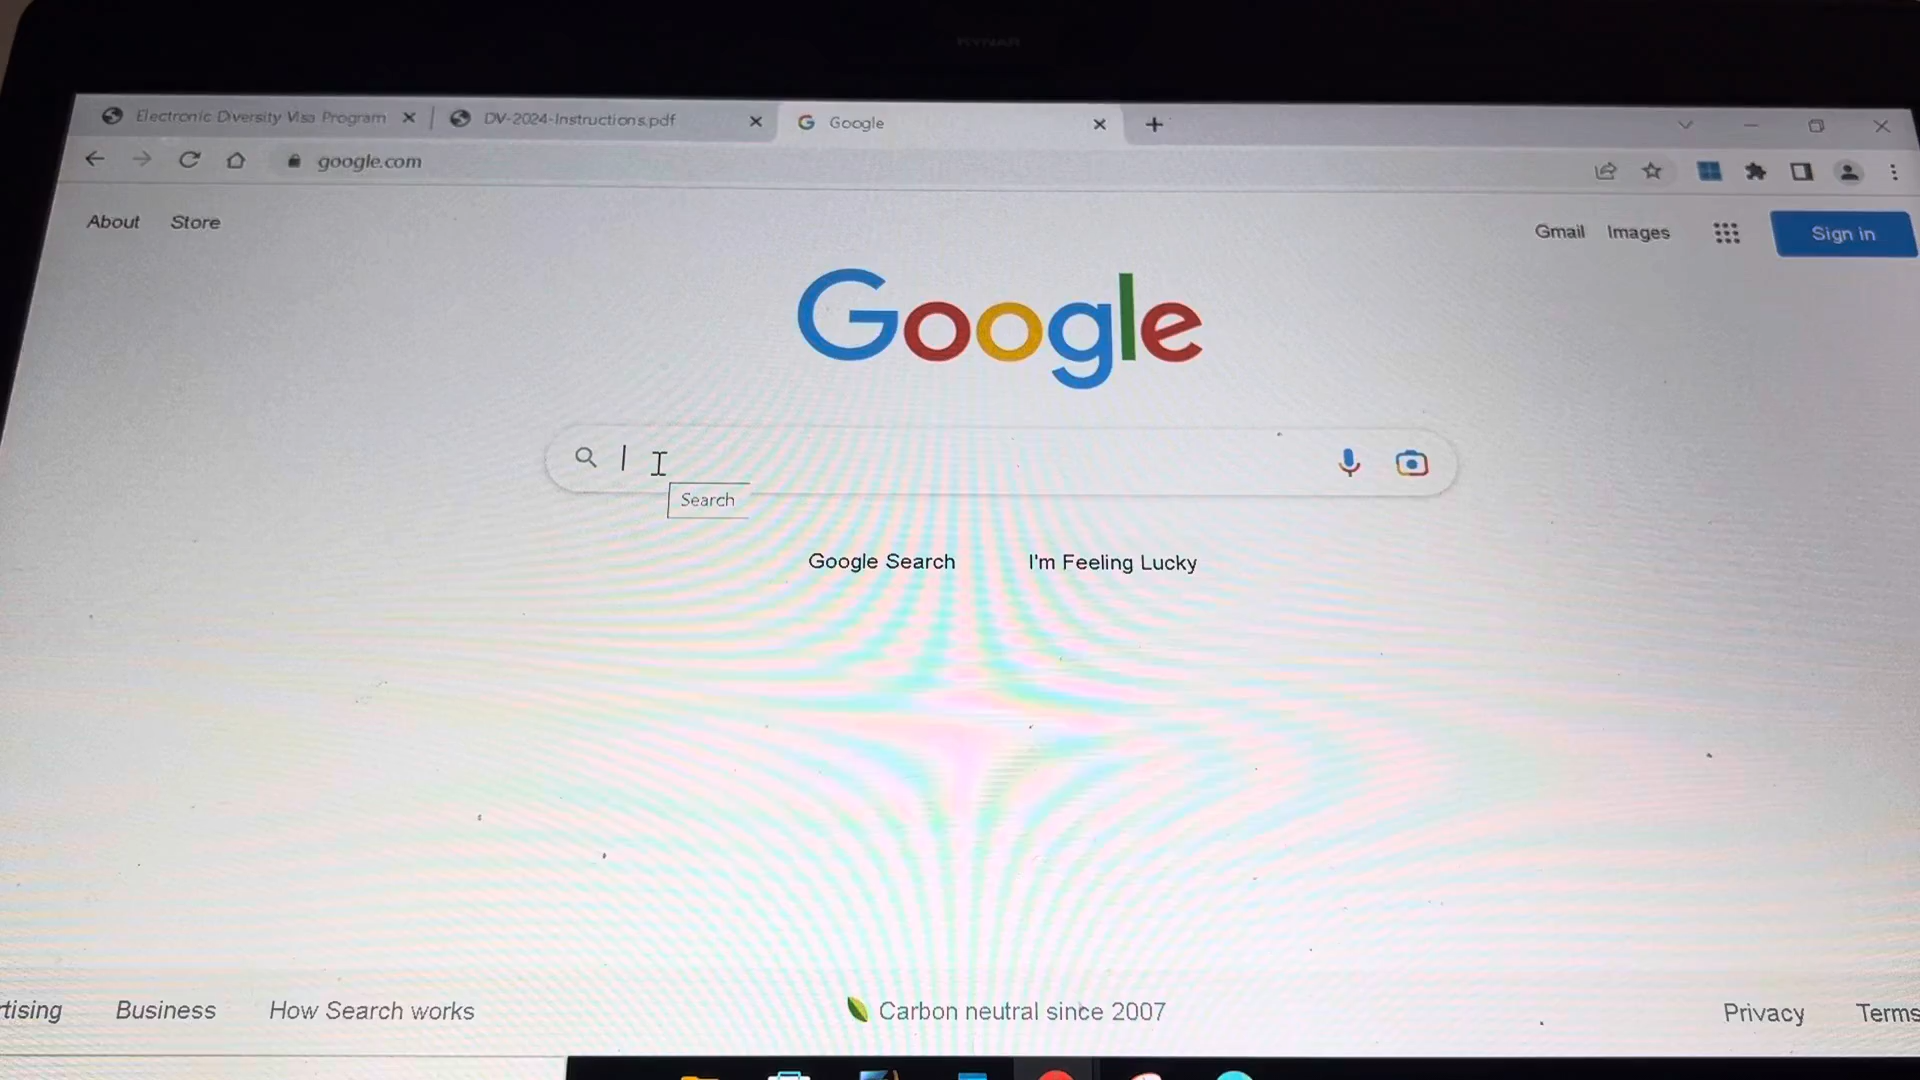 Electronic Diversity Visa Program
DV-2024-Instructions.pdf
Google
google.com
About Store
Gmail Images Sign in
Google
Search
Google Search I'm Feeling Lucky
rtising Business How Search works
Carbon neutral since 2007
Privacy Terms